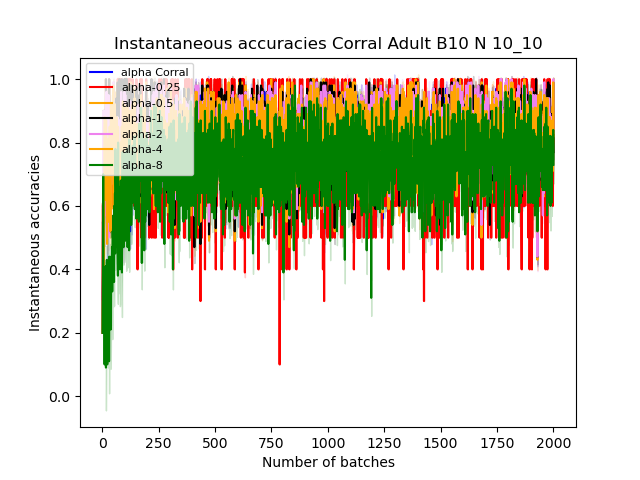 Instantaneous accuracies Corral Adult B10 N 10_10
Instantaneous accuracies
1.0
0.8
0.6
0.4
0.2
0.0
alpha Corral
alpha-0.25
alpha-0.5
alpha-1
alpha-2
alpha-4
alpha-8
0 250 500 750 1000 1250 1500 1750 2000
Number of batches